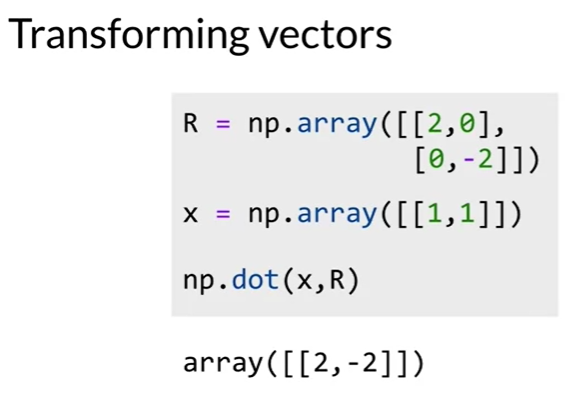 Transforming vectors
R = np.array([[2,0],
[0,-2]])
x = np.array([[1,1]])
np.dot(x,R)
array([[2,-2]])